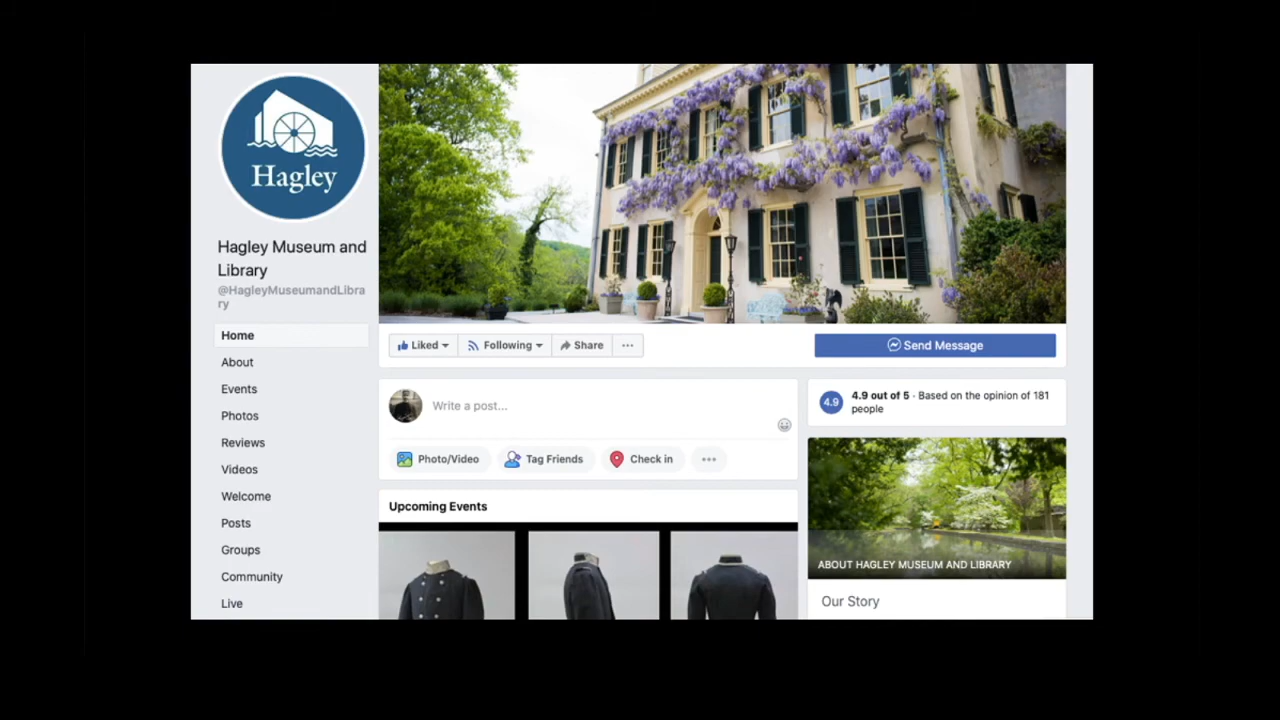 Hagley
Hagley Museum and
Library
@HagleyMuseumandLibra
ry
Home
About
Events
Photos
Reviews
Videos
Welcome
Posts
Groups
Community
Live
Liked
Following
Share
Send Message
Write a post...
Photo/Video
Tag Friends
Check in
Upcoming Events
4.9
4.9 out of 5 · Based on the opinion of 181
people
ABOUT HAGLEY MUSEUM AND LIBRARY
Our Story